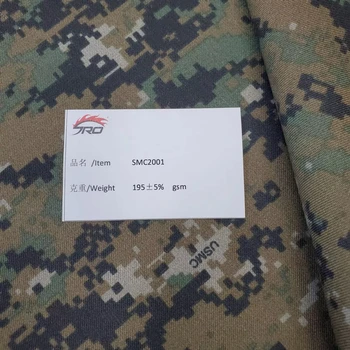 JRO
品名 /Item SMC2001
克重/Weight 195±5% gsm
USMC